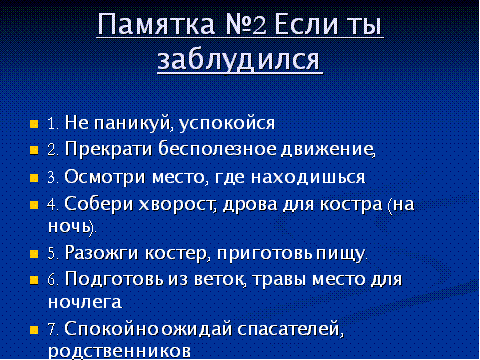 Памятка №2 Если ты
заблудился
1. Не паникуй, успокойся
2. Прекрати бесполезное движение,
3. Осмотри место, где находишься
4. Собери хворост, дрова для костра (на
ночь).
5. Разожги костер, приготовь пищу.
6. Подготовь из веток, травы место для
ночлега
7. Спокойно ожидай спасателей,
родственников